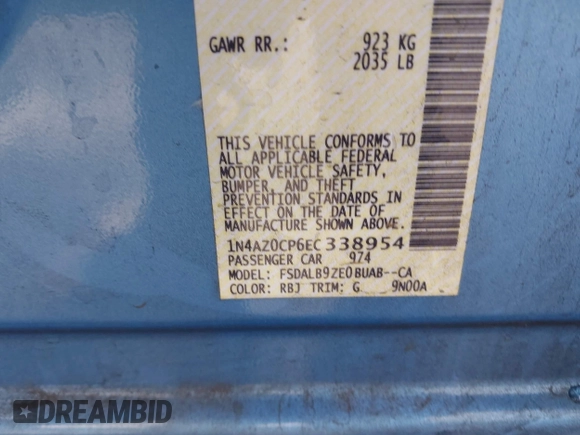 GAWR RR.: 923 KG
2035 LB
THIS VEHICLE CONFORMS TO
ALL APPLICABLE FEDERAL
MOTOR VEHICLE SAFETY,
BUMPER, AND THEFT
PREVENTION STANDARDS IN
EFFECT ON THE DATE OF
MANUFACTURE SHOWN ABOVE.
1N4AZ0CP6EC338954
PASSENGER CAR 974
MODEL: FSDALB9ZE0BUAB--CA
COLOR: RBJ TRIM: G 9N00A
DREAMBID